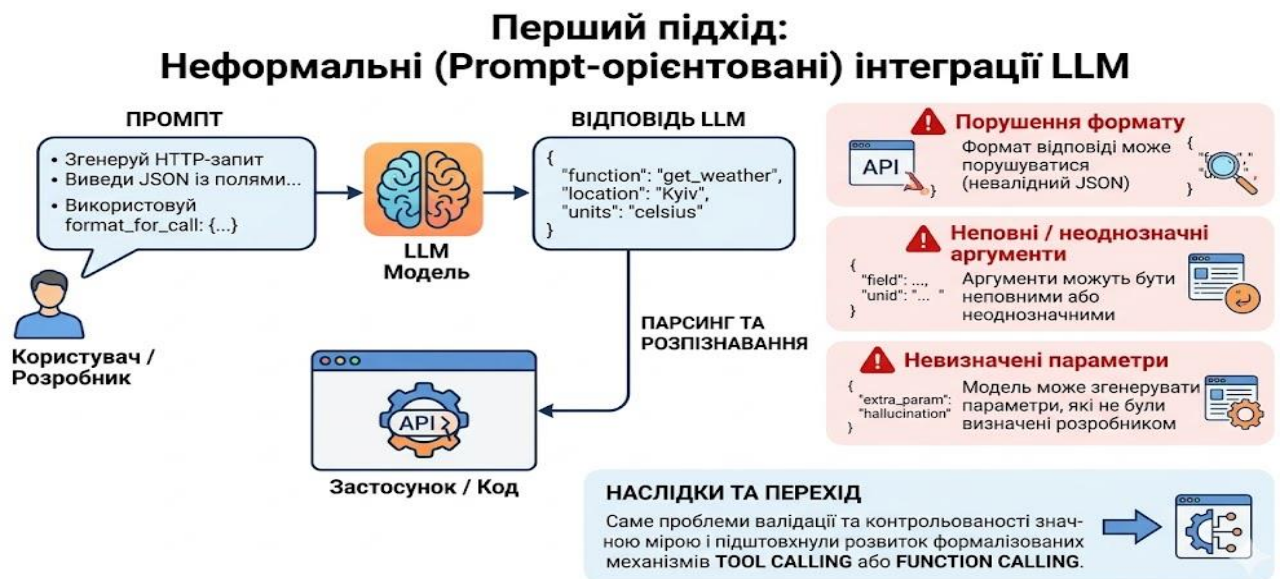 Перший підхід:
Неформальні (Prompt-орієнтовані) інтеграції LLM
ПРОМПТ
• Згенеруй HTTP-запит
• Виведи JSON із полями...
• Використовуй
format_for_call: {...}
Користувач /
Розробник
LLM
Модель
ВІДПОВІДЬ LLM
{
"function": "get_weather",
"location": "Kyiv",
"units": "celsius"
}
ПАРСИНГ ТА
РОЗПІЗНАВАННЯ
API
Застосунок / Код
Порушення формату
API
}
Формат відповіді може
порушуватися
(невалідний JSON)
{
}
Неповні / неоднозначні
аргументи
{
"field": ...,
"unid": "... "
}
Аргументи можуть бути
неповними або
неоднозначними
Невизначені параметри
{
"extra_param":
"hallucination"
}
Модель може згенерувати
параметри, які не були
визначені розробником
НАСЛІДКИ ТА ПЕРЕХІД
Саме проблеми валідації та контрольованості знач-
ною мірою і підштовхнули розвиток формалізованих
механізмів TOOL CALLING або FUNCTION CALLING.